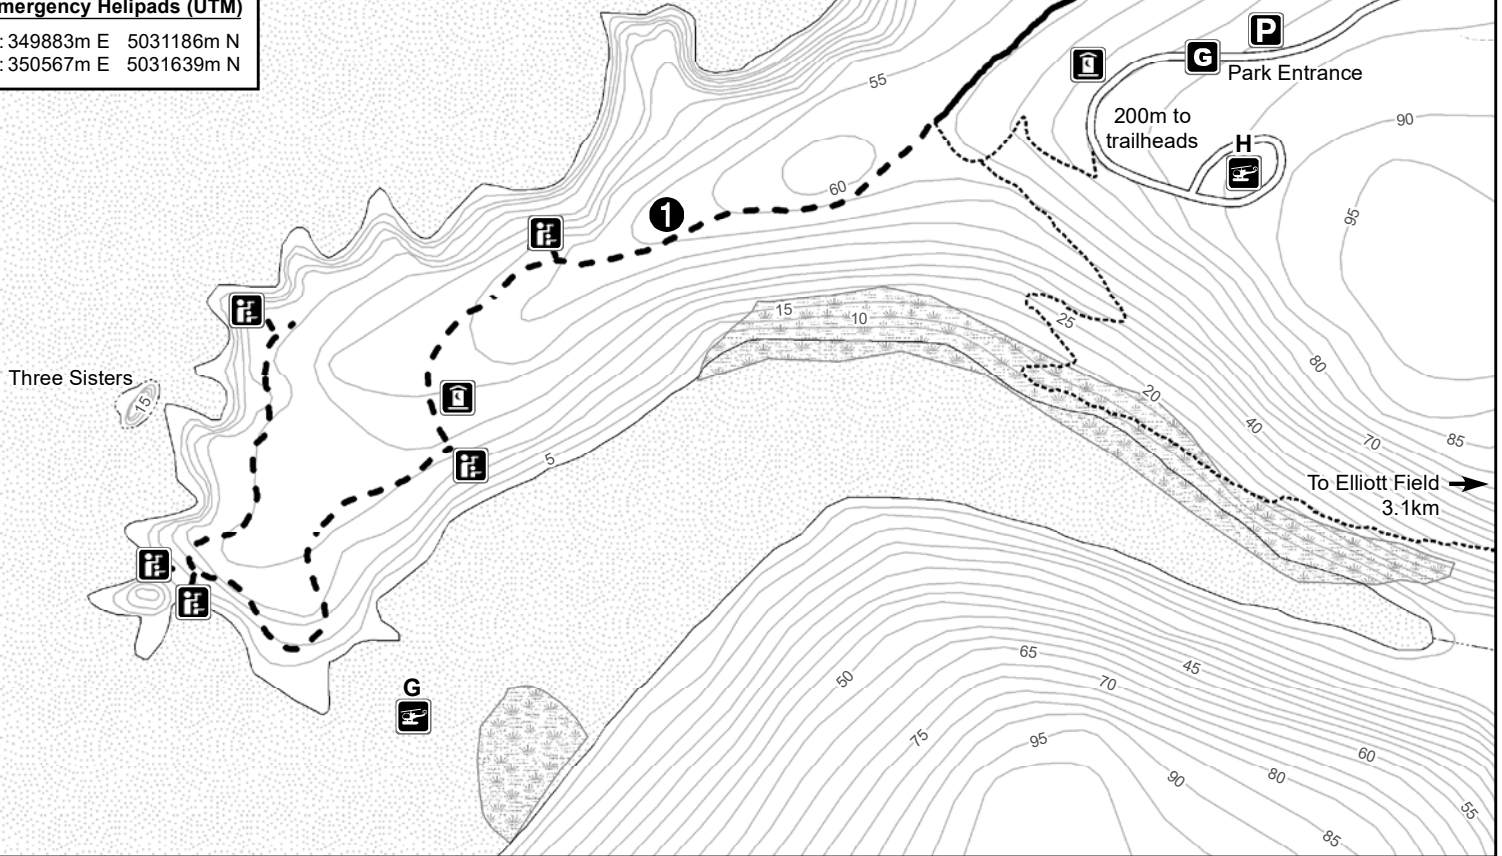 mergency Helipads (UTM)
: 349883m E 5031186m N
: 350567m E 5031639m N
P
G
Park Entrance
55
90
200m to
trailheads
H
60
1
95
15
10
25
Three Sisters
15
80
20
40
70
85
5
To Elliott Field
3.1km
65
45
50
70
G
75
95
60
90
80
55
85